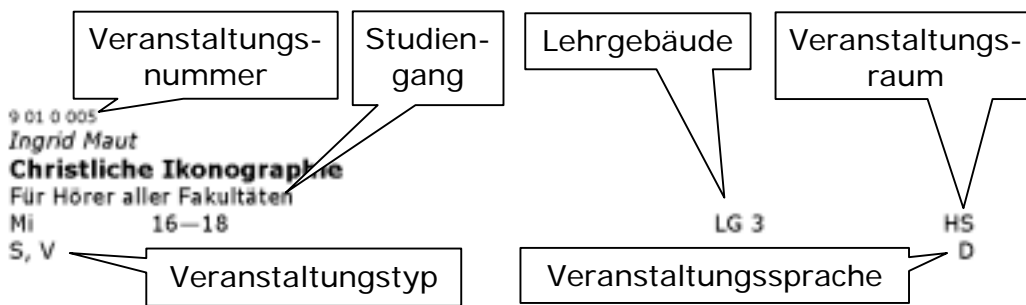 Veranstaltungs-
nummer
Studien-
gang
Lehrgebäude
Veranstaltungs-
raum
9 01 0 005
Ingrid Maut
Christliche Ikonographie
Für Hörer aller Fakultäten
Mi 16—18 LG 3 HS
S, V D
Veranstaltungstyp
Veranstaltungssprache